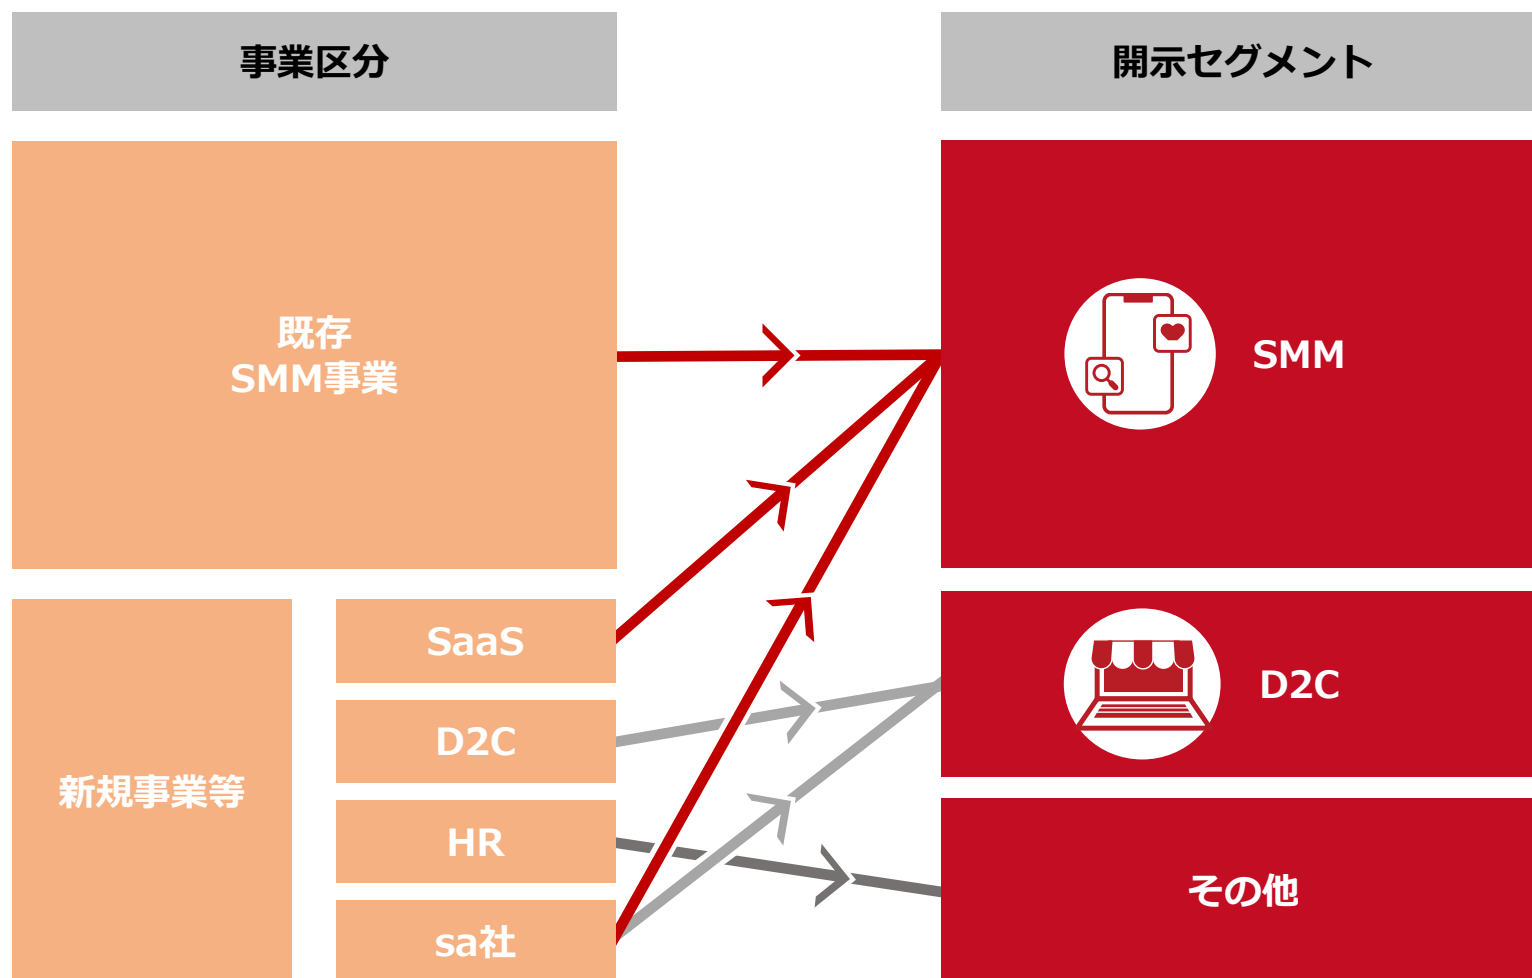 事業区分
開示セグメント
既存
SMM事業
SMM
新規事業等
SaaS
D2C
HR
sa社
D2C
その他